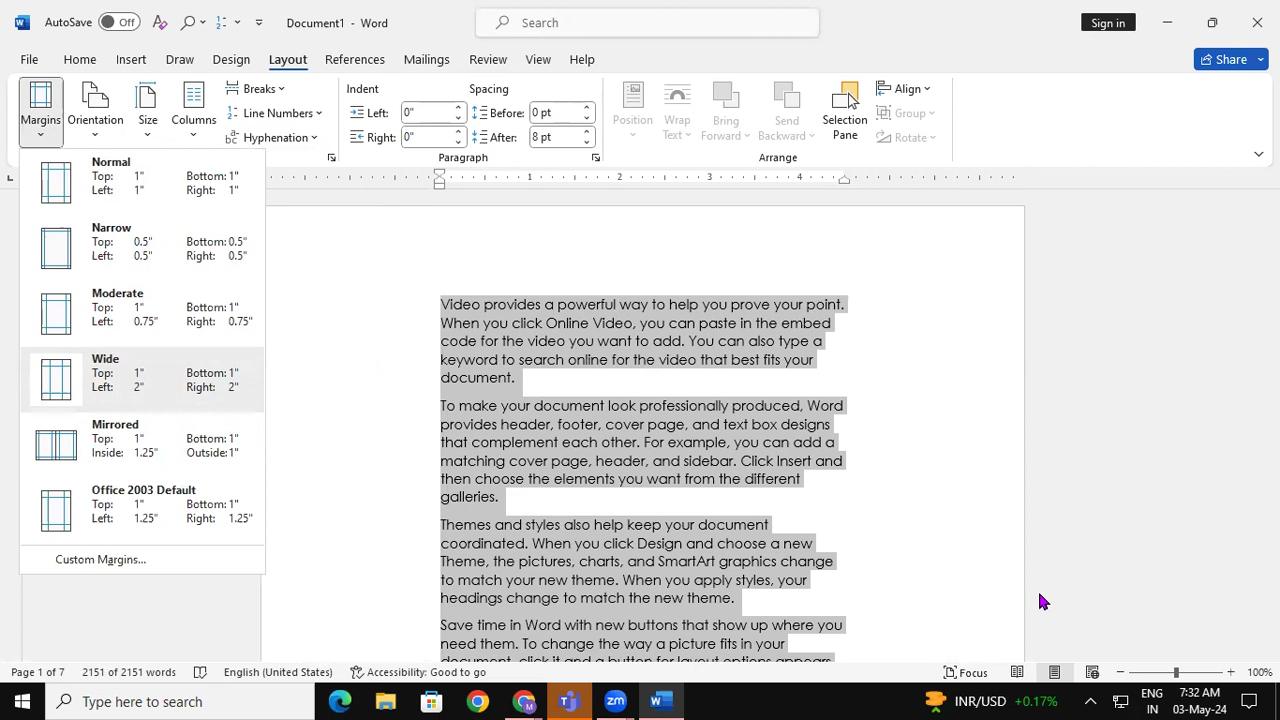 AutoSave Off Document1 - Word Search Sign in
File Home Insert Draw Design Layout References Mailings Review View Help Share
Margins Orientation Size Columns Breaks Line Numbers Hyphenation
Indent Spacing
Left: 0" Before: 0 pt
Right: 0" After: 8 pt
Paragraph
Position Wrap Text Bring Forward Send Backward Selection Pane Align Group Rotate
Arrange
Normal
Top: 1" Bottom: 1"
Left: 1" Right: 1"
Narrow
Top: 0.5" Bottom: 0.5"
Left: 0.5" Right: 0.5"
Moderate
Top: 1" Bottom: 1"
Left: 0.75" Right: 0.75"
Wide
Top: 1" Bottom: 1"
Left: 2" Right: 2"
Mirrored
Top: 1" Bottom: 1"
Inside: 1.25" Outside: 1"
Office 2003 Default
Top: 1" Bottom: 1"
Left: 1.25" Right: 1.25"
Custom Margins...
1 2 3 4
Video provides a powerful way to help you prove your point.
When you click Online Video, you can paste in the embed
code for the video you want to add. You can also type a
keyword to search online for the video that best fits your
document.
To make your document look professionally produced, Word
provides header, footer, cover page, and text box designs
that complement each other. For example, you can add a
matching cover page, header, and sidebar. Click Insert and
then choose the elements you want from the different
galleries.
Themes and styles also help keep your document
coordinated. When you click Design and choose a new
Theme, the pictures, charts, and SmartArt graphics change
to match your new theme. When you apply styles, your
headings change to match the new theme.
Save time in Word with new buttons that show up where you
need them. To change the way a picture fits in your
document, click it and a button for layout options appears
Page 1 of 7 2151 of 2151 words English (United States) Accessibility: Good to go Focus 100%
Type here to search INR/USD +0.17% ENG IN 7:32 AM 03-May-24